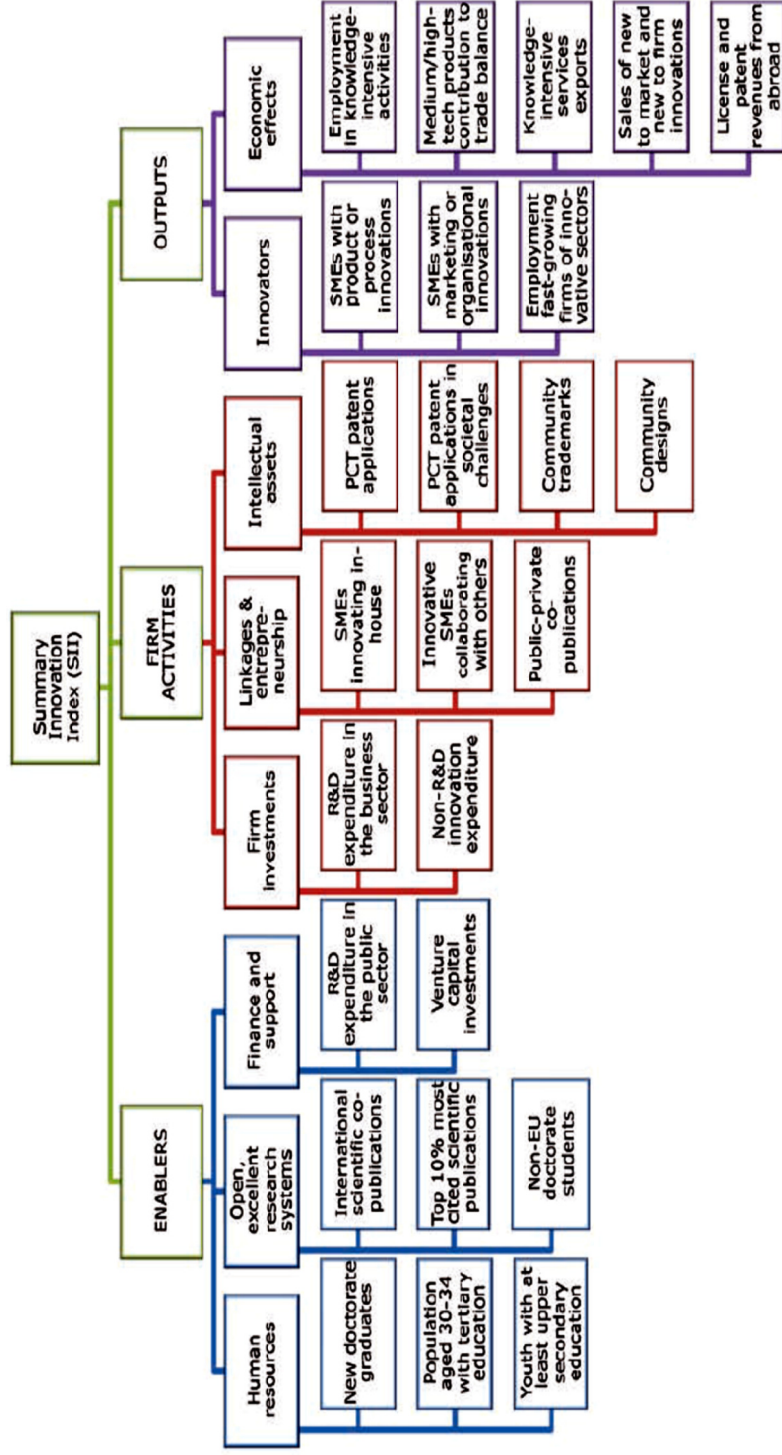 Summary
Innovation
Index (SII)
ENABLERS
FIRM
ACTIVITIES
OUTPUTS
Human
resources
Open,
excellent
research
systems
Finance and
support
Firm
investments
Linkages &
entrepre-
neurship
Intellectual
assets
Innovators
Economic
effects
New doctorate
graduates
Population
aged 30-34
with tertiary
education
Youth with at
least upper
secondary
education
International
scientific co-
publications
Top 10% most
cited scientific
publications
Non-EU
doctorate
students
R&D
expenditure in
the public
sector
Venture
capital
investments
R&D
expenditure in
the business
sector
Non-R&D
innovation
expenditure
SMEs
innovating in-
house
Innovative
SMEs
collaborating
with others
Public-private
co-
publications
PCT patent
applications
PCT patent
applications in
societal
challenges
Community
trademarks
Community
designs
SMEs with
product or
process
innovations
SMEs with
marketing or
organisational
innovations
Employment
fast-growing
firms of inno-
vative sectors
Employment
in knowledge-
intensive
activities
Medium/high-
tech products
contribution to
trade balance
Knowledge-
intensive
services
exports
Sales of new
to market and
new to firm
innovations
License and
patent
revenues from
abroad